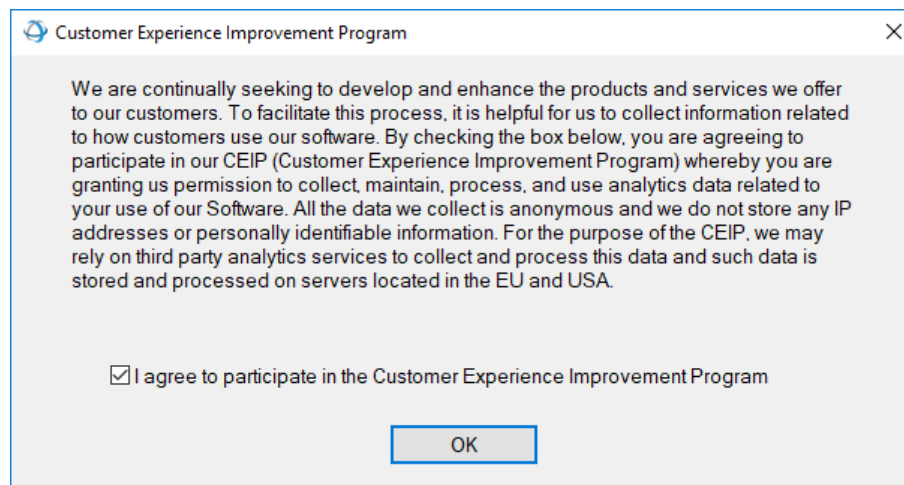 Customer Experience Improvement Program
We are continually seeking to develop and enhance the products and services we offer
to our customers. To facilitate this process, it is helpful for us to collect information related
to how customers use our software. By checking the box below, you are agreeing to
participate in our CEIP (Customer Experience Improvement Program) whereby you are
granting us permission to collect, maintain, process, and use analytics data related to
your use of our Software. All the data we collect is anonymous and we do not store any IP
addresses or personally identifiable information. For the purpose of the CEIP, we may
rely on third party analytics services to collect and process this data and such data is
stored and processed on servers located in the EU and USA.
I agree to participate in the Customer Experience Improvement Program
OK